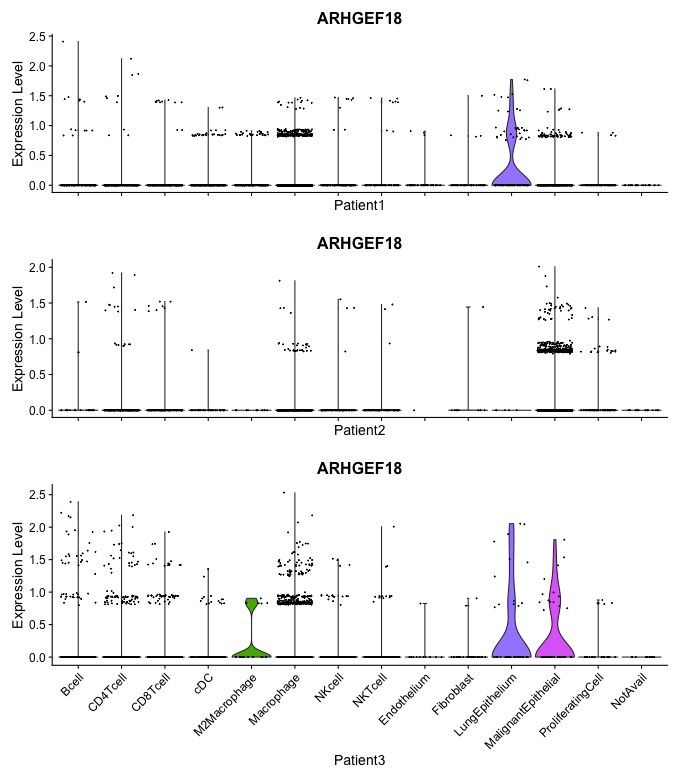 ARHGEF18
Expression Level
2.5
2.0
1.5
1.0
0.5
0.0
Patient1
ARHGEF18
Expression Level
2.0
1.5
1.0
0.5
0.0
Patient2
ARHGEF18
Expression Level
2.5
2.0
1.5
1.0
0.5
0.0
Bcell
CD4Tcell
CD8Tcell
cDC
M2Macrophage
Macrophage
NKcell
NKTcell
Endothelium
Fibroblast
LungEpithelium
MalignantEpithelial
ProliferatingCell
NotAvail
Patient3